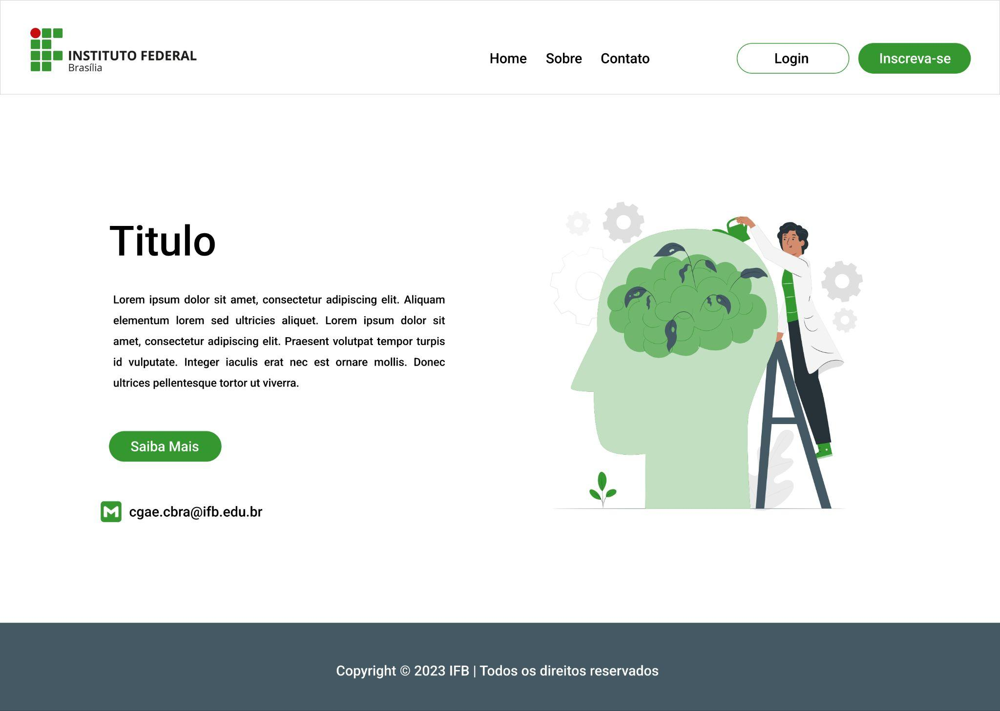 INSTITUTO FEDERAL
Brasília
Home Sobre Contato Login Inscreva-se
Titulo
Lorem ipsum dolor sit amet, consectetur adipiscing elit. Aliquam
elementum lorem sed ultricies aliquet. Lorem ipsum dolor sit
amet, consectetur adipiscing elit. Praesent volutpat tempor turpis
id vulputate. Integer iaculis erat nec est ornare mollis. Donec
ultrices pellentesque tortor ut viverra.
Saiba Mais
cgae.cbra@ifb.edu.br
Copyright © 2023 IFB | Todos os direitos reservados